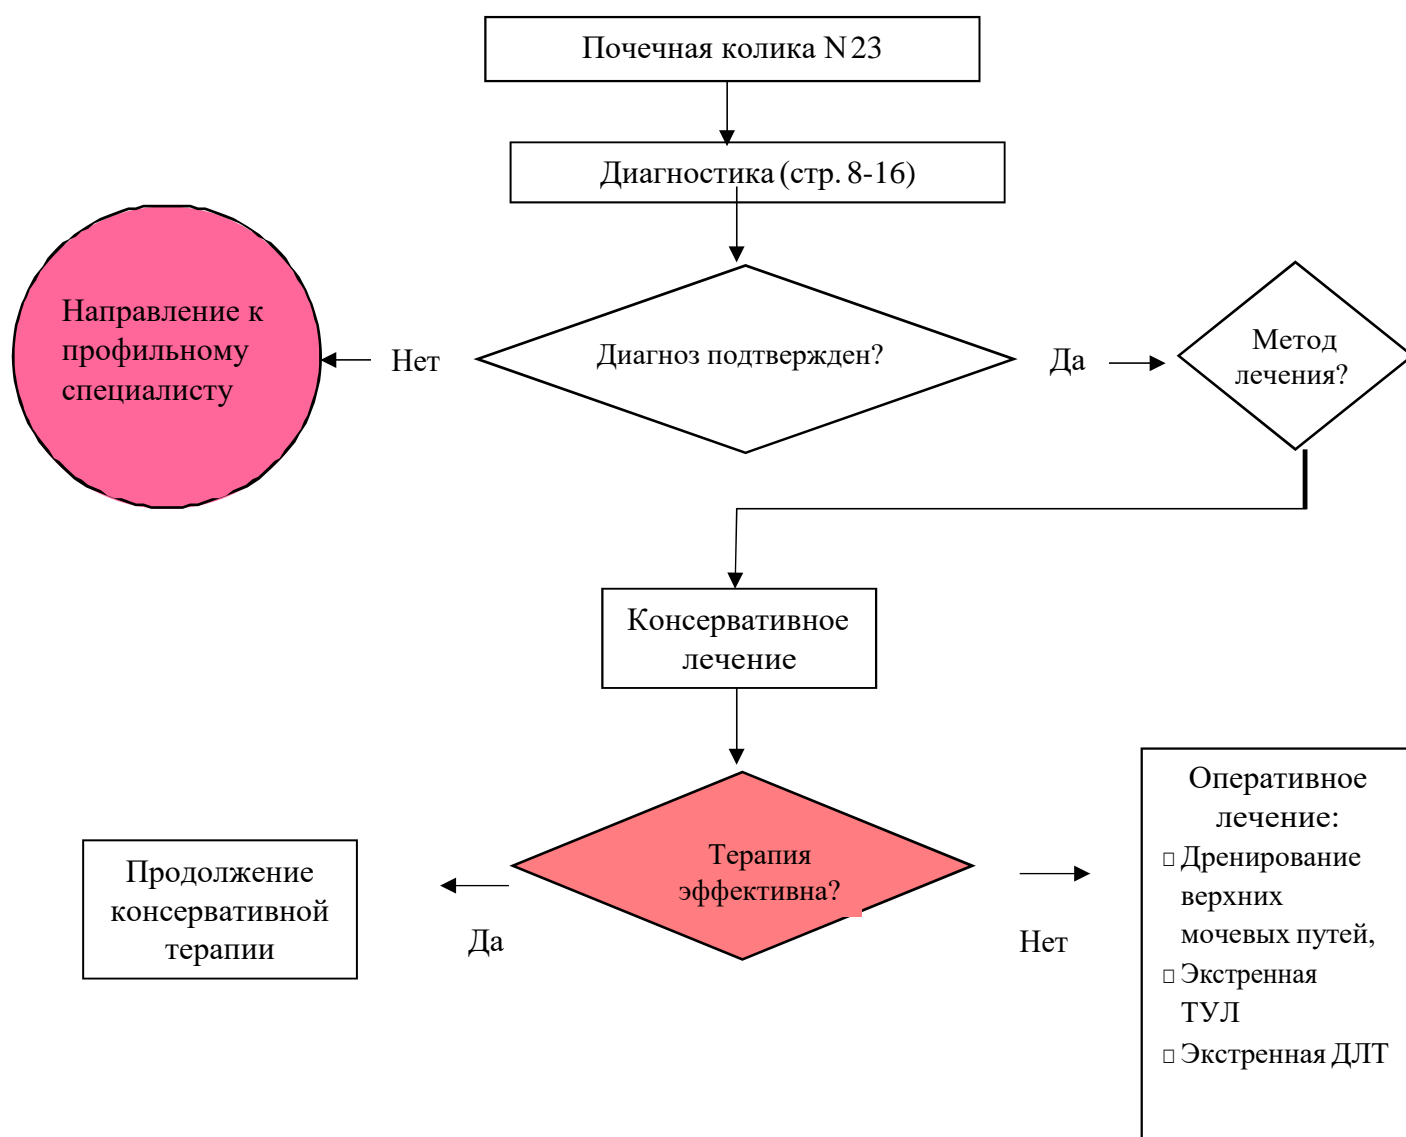 Почечная колика N 23
Диагностика (стр. 8-16)
Направление к
профильному
специалисту
Нет
Диагноз подтвержден?
Да
Метод
лечения?
Консервативное
лечение
Продолжение
консервативной
терапии
Да
Терапия
эффективна?
Нет
Оперативное
лечение:
Дренирование
верхних
мочевых путей,
Экстренная
ТУЛ
Экстренная ДЛТ